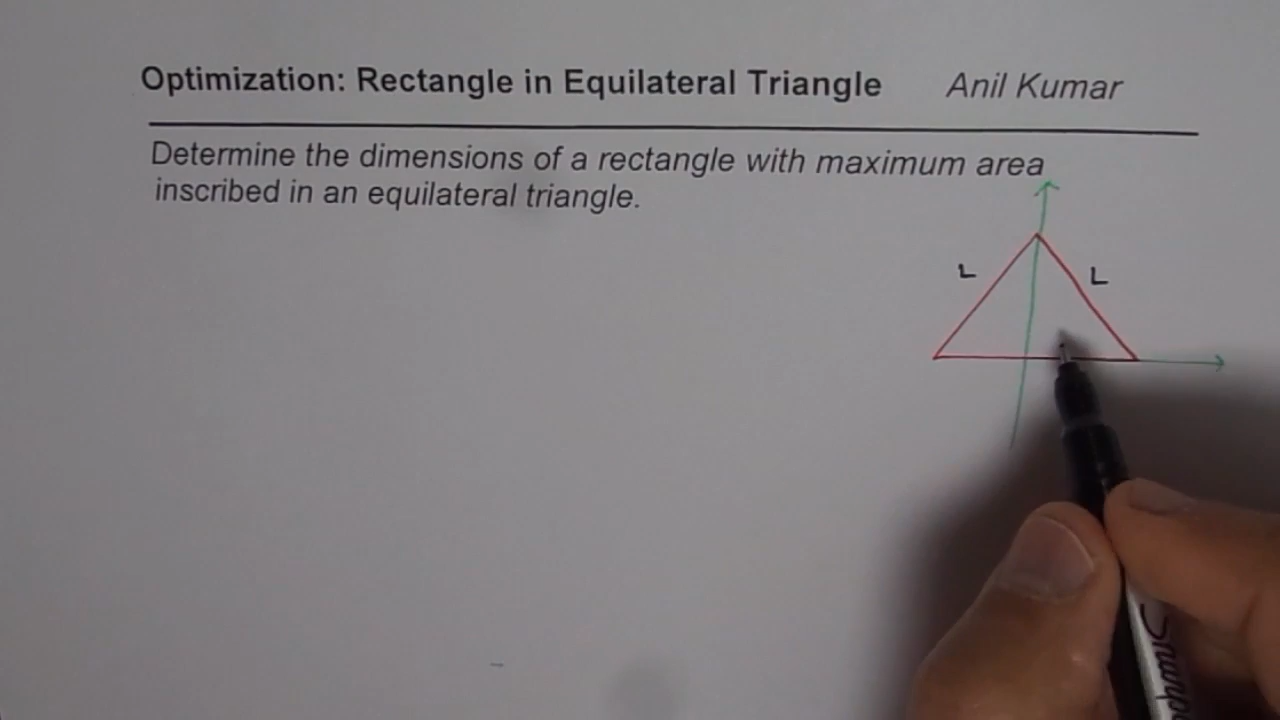 Optimization: Rectangle in Equilateral Triangle Anil Kumar
Determine the dimensions of a rectangle with maximum area
inscribed in an equilateral triangle.
L L